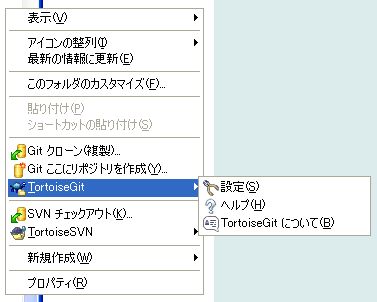 表示(V)
アイコンの整列(I)
最新の情報に更新(E)
このフォルダのカスタマイズ(F)...
貼り付け(P)
ショートカットの貼り付け(S)
Git クローン(複製)...
Git ここにリポジトリを作成(Y)...
TortoiseGit
設定(S)
ヘルプ(H)
TortoiseGit について(B)
SVN チェックアウト(K)...
TortoiseSVN
新規作成(W)
プロパティ(R)